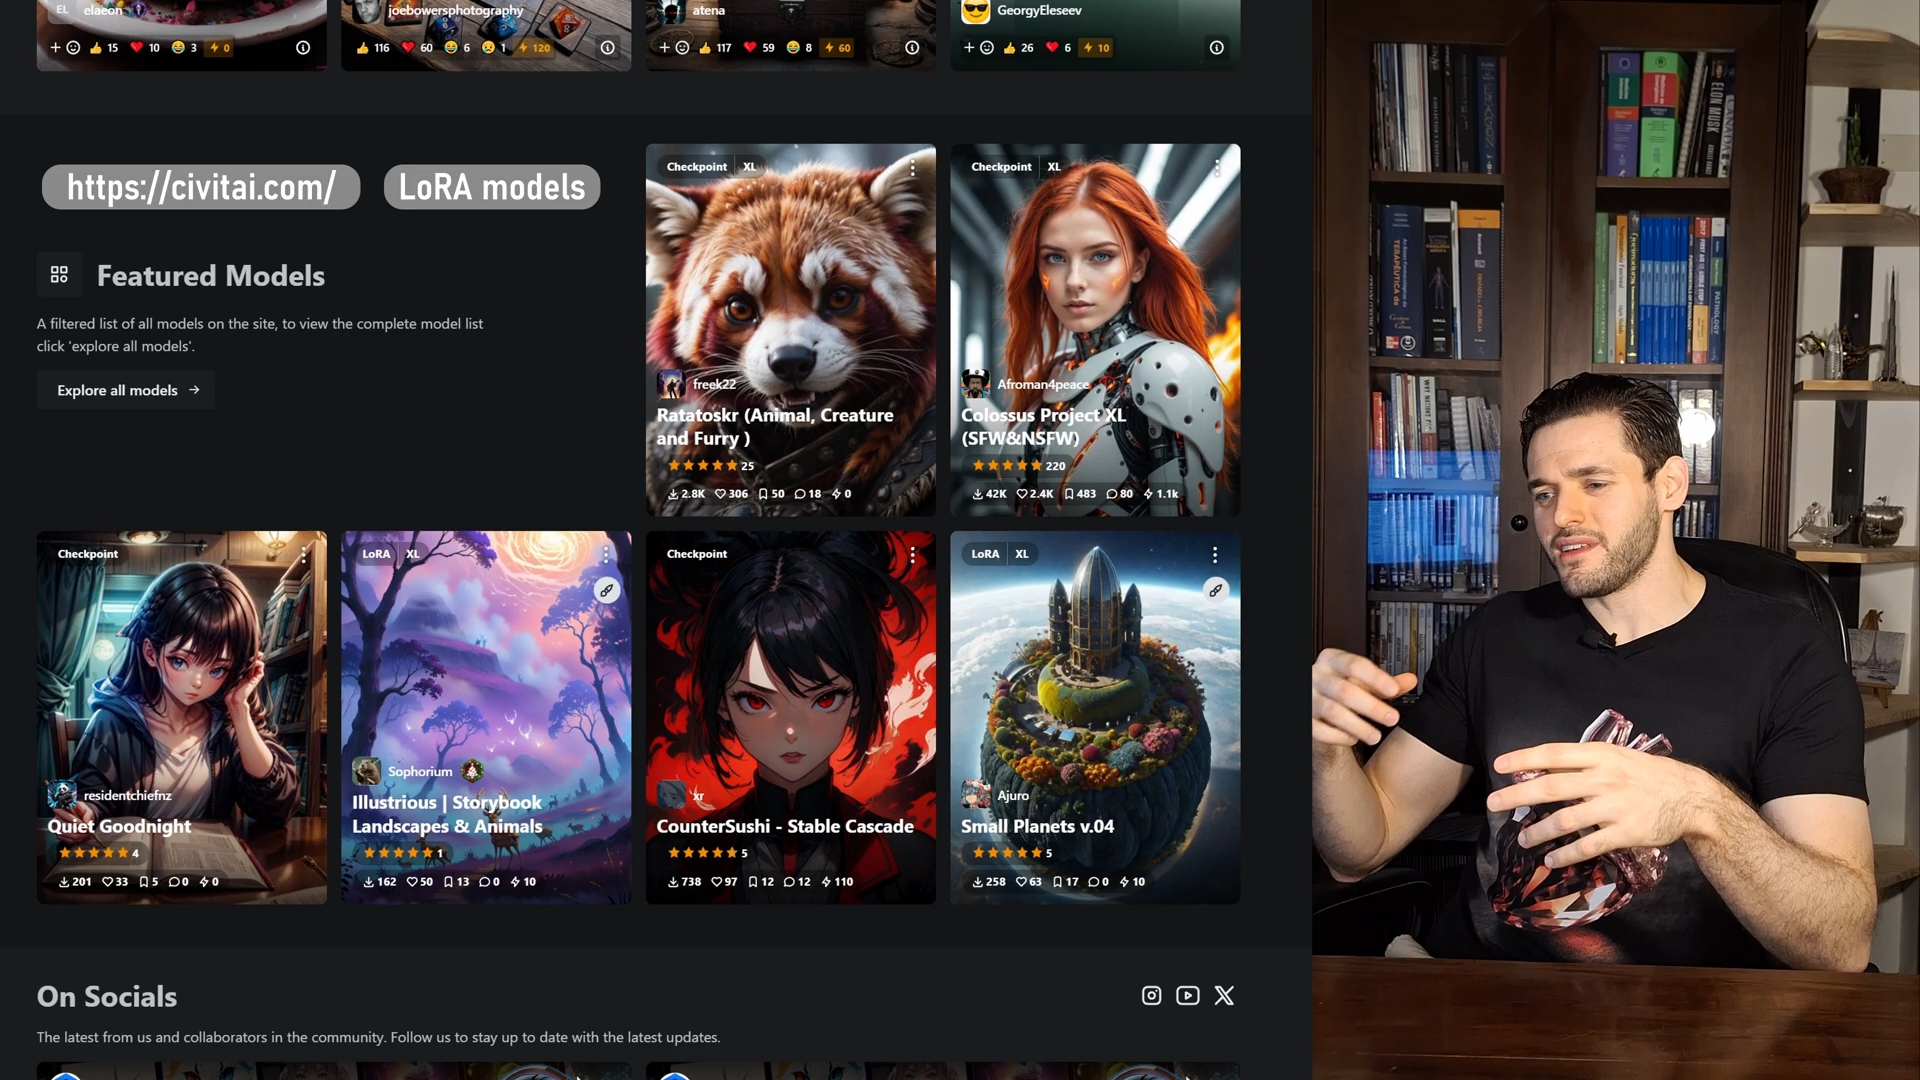 EL elaeon
15 10 3 0
joebowersphotography
116 60 6 1 120
atena
117 59 8 60
GeorgyEleseev
26 6 10
https://civitai.com/ LoRA models
Featured Models
A filtered list of all models on the site, to view the complete model list
click 'explore all models'.
Explore all models →
Checkpoint XL
freek22
Ratatoskr (Animal, Creature
and Furry )
25
2.8K 306 50 18 0
Checkpoint XL
Afroman4peace
Colossus Project XL
(SFW&NSFW)
220
42K 2.4K 483 80 1.1k
Checkpoint
residentchiefnz
Quiet Goodnight
4
201 33 5 0 0
LoRA XL
Sophorium
Illustrious | Storybook
Landscapes & Animals
1
162 50 13 0 10
Checkpoint
xr
CounterSushi - Stable Cascade
5
738 97 12 12 110
LoRA XL
Ajuro
Small Planets v.04
5
258 63 17 0 10
On Socials
The latest from us and collaborators in the community. Follow us to stay up to date with the latest updates.
ELON MUSK
TERAPÊUTICA
PATHOLOGY